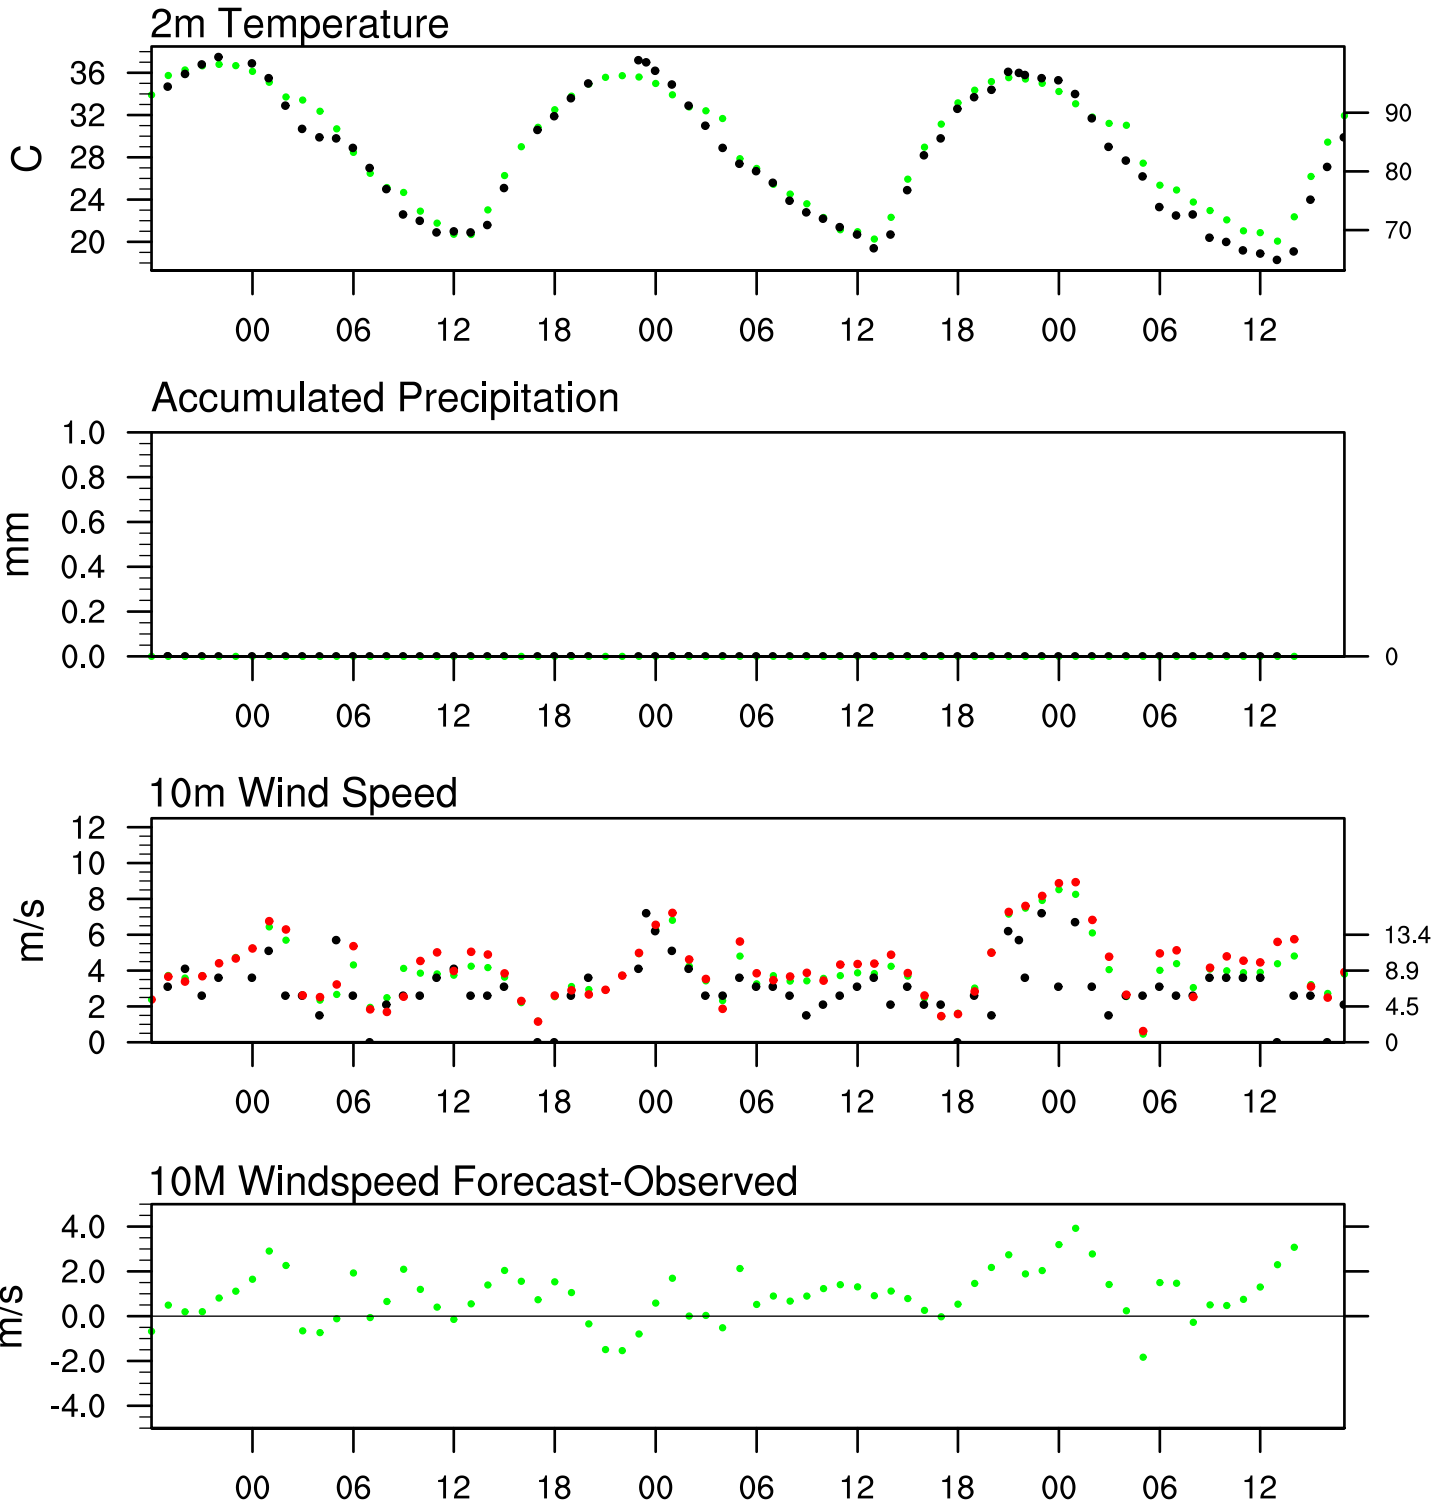 2m Temperature
C
36
32
28
24
20
90
80
70
00 06 12 18 00 06 12 18 00 06 12
Accumulated Precipitation
mm
1.0
0.8
0.6
0.4
0.2
0.0
0
00 06 12 18 00 06 12 18 00 06 12
10m Wind Speed
m/s
12
10
8
6
4
2
0
13.4
8.9
4.5
0
00 06 12 18 00 06 12 18 00 06 12
10M Windspeed Forecast-Observed
m/s
4.0
2.0
0.0
-2.0
-4.0
00 06 12 18 00 06 12 18 00 06 12